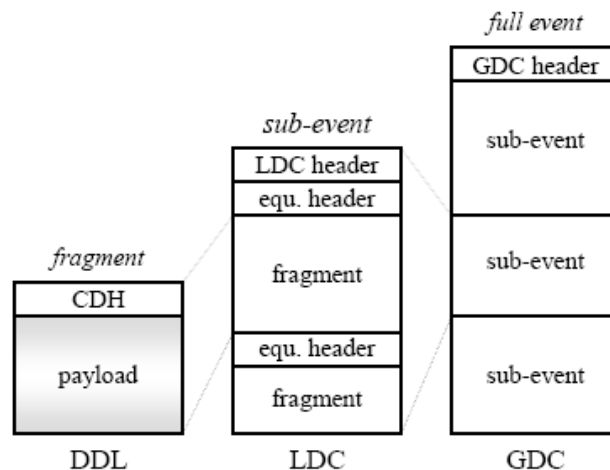 fragment
CDH
payload
DDL
sub-event
LDC header
equ. header
fragment
equ. header
fragment
LDC
full event
GDC header
sub-event
sub-event
sub-event
GDC